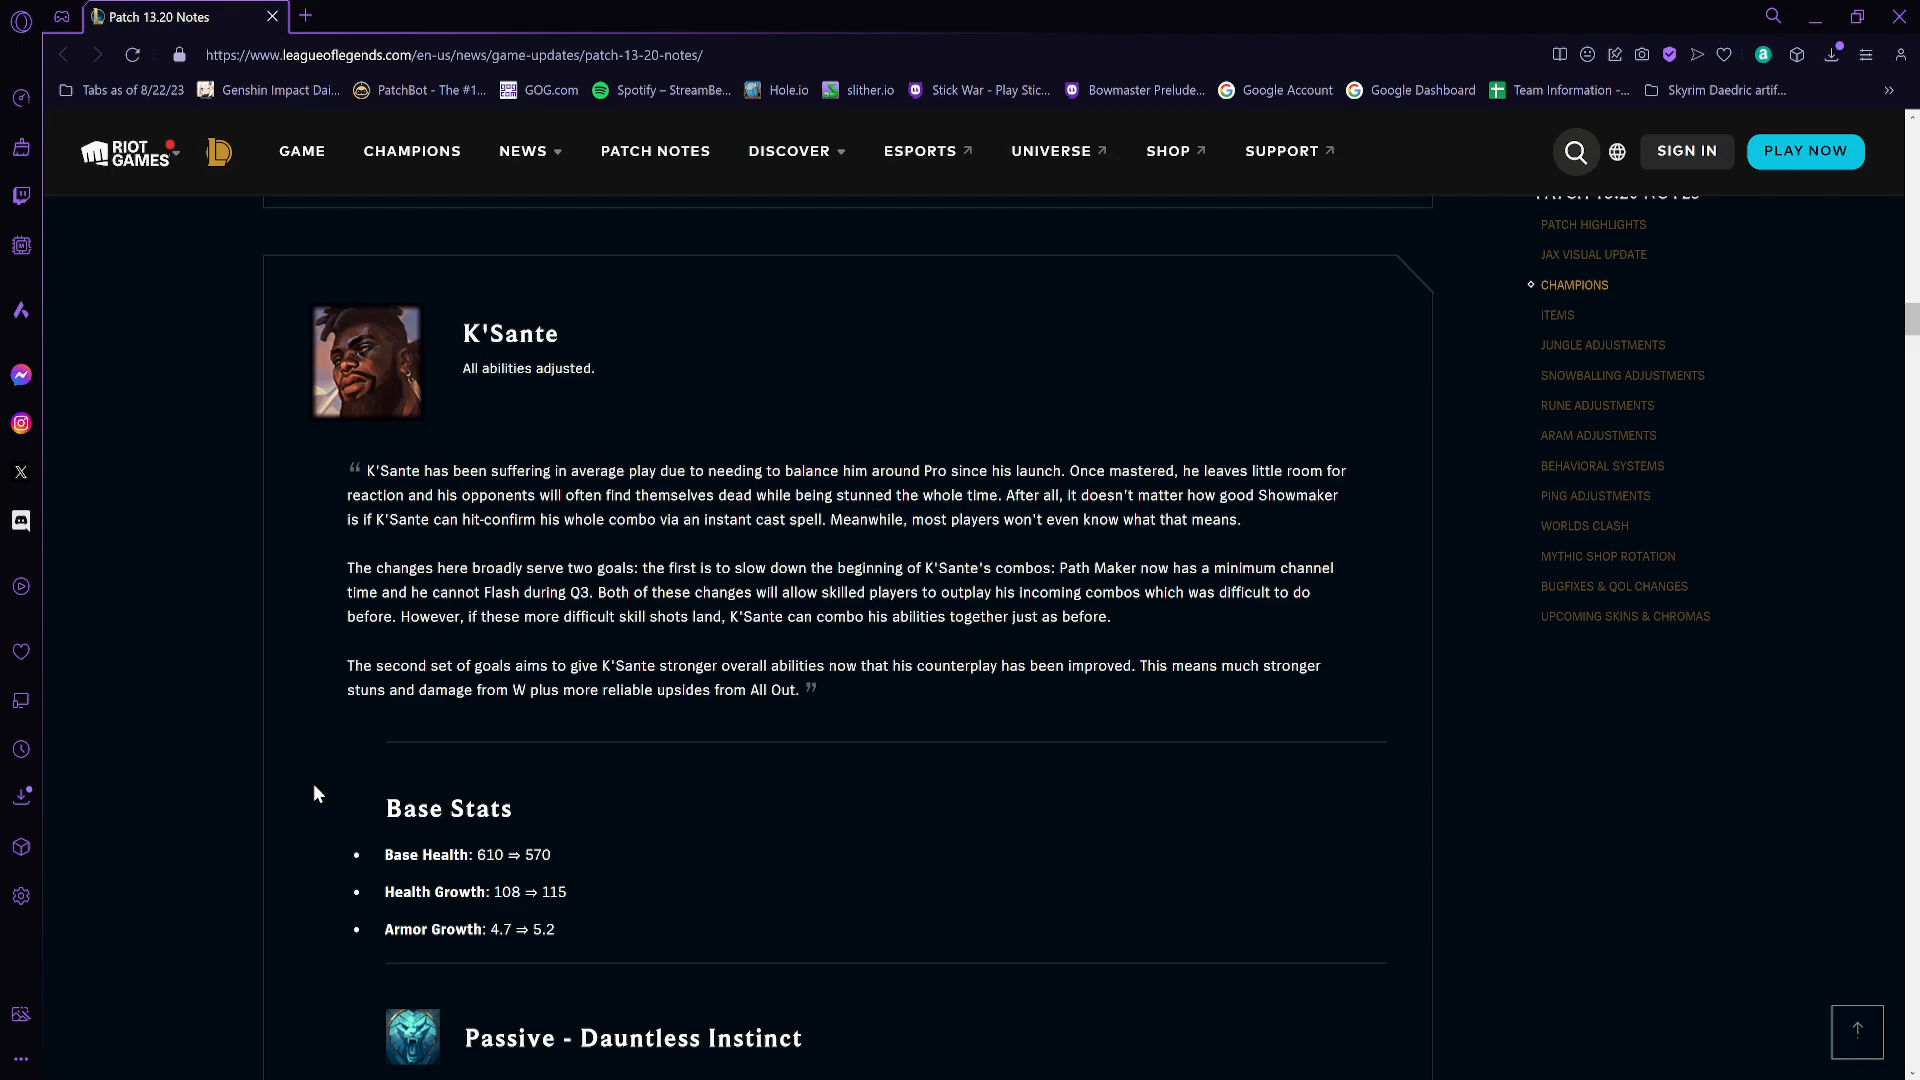 Patch 13.20 Notes
https://www.leagueoflegends.com/en-us/news/game-updates/patch-13-20-notes/
Tabs as of 8/22/23 Genshin Impact Dai... PatchBot - The #1... GOG.com Spotify – StreamBe... Hole.io slither.io Stick War - Play Stic... Bowmaster Prelude... Google Account Google Dashboard Team Information -... Skyrim Daedric artif... »
RIOT GAMES GAME CHAMPIONS NEWS PATCH NOTES DISCOVER ESPORTS UNIVERSE SHOP SUPPORT SIGN IN PLAY NOW
PATCH 13.20 NOTES
PATCH HIGHLIGHTS
JAX VISUAL UPDATE
CHAMPIONS
ITEMS
JUNGLE ADJUSTMENTS
SNOWBALLING ADJUSTMENTS
RUNE ADJUSTMENTS
ARAM ADJUSTMENTS
BEHAVIORAL SYSTEMS
PING ADJUSTMENTS
WORLDS CLASH
MYTHIC SHOP ROTATION
BUGFIXES & QOL CHANGES
UPCOMING SKINS & CHROMAS
K'Sante
All abilities adjusted.
“ K'Sante has been suffering in average play due to needing to balance him around Pro since his launch. Once mastered, he leaves little room for
reaction and his opponents will often find themselves dead while being stunned the whole time. After all, it doesn't matter how good Showmaker
is if K'Sante can hit-confirm his whole combo via an instant cast spell. Meanwhile, most players won't even know what that means.
The changes here broadly serve two goals: the first is to slow down the beginning of K'Sante's combos: Path Maker now has a minimum channel
time and he cannot Flash during Q3. Both of these changes will allow skilled players to outplay his incoming combos which was difficult to do
before. However, if these more difficult skill shots land, K'Sante can combo his abilities together just as before.
The second set of goals aims to give K'Sante stronger overall abilities now that his counterplay has been improved. This means much stronger
stuns and damage from W plus more reliable upsides from All Out. ”
Base Stats
• Base Health: 610 ⇒ 570
• Health Growth: 108 ⇒ 115
• Armor Growth: 4.7 ⇒ 5.2
Passive - Dauntless Instinct